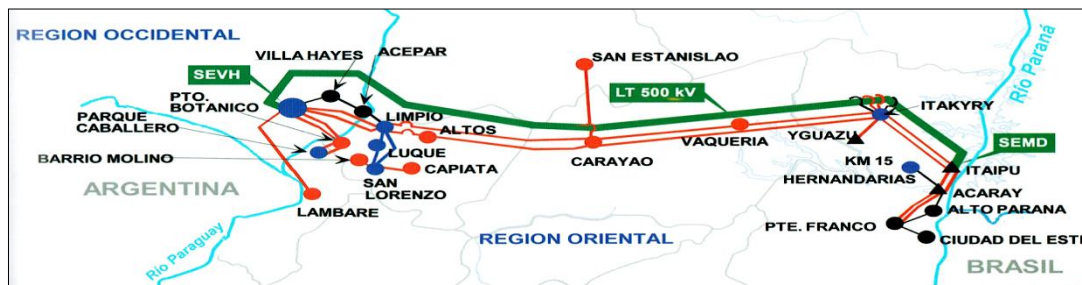 REGION OCCIDENTAL
VILLA HAYES
ACEPAR
SAN ESTANISLAO
SEVH
LT 500 kV
Río Paraná
PTO.
BOTANICO
PARQUE
CABALLERO
LIMPIO
ALTOS
ITAKYRY
BARRIO MOLINO
LUQUE
CARAYAO
VAQUERIA
YGUAZU
SEMD
CAPIATA
KM 15
HERNANDARIAS
ITAIPU
ARGENTINA
SAN
LORENZO
ACARAY
LAMBARE
ALTO PARANA
PTE. FRANCO
REGION ORIENTAL
CIUDAD DEL ESTE
Río Paraguay
BRASIL